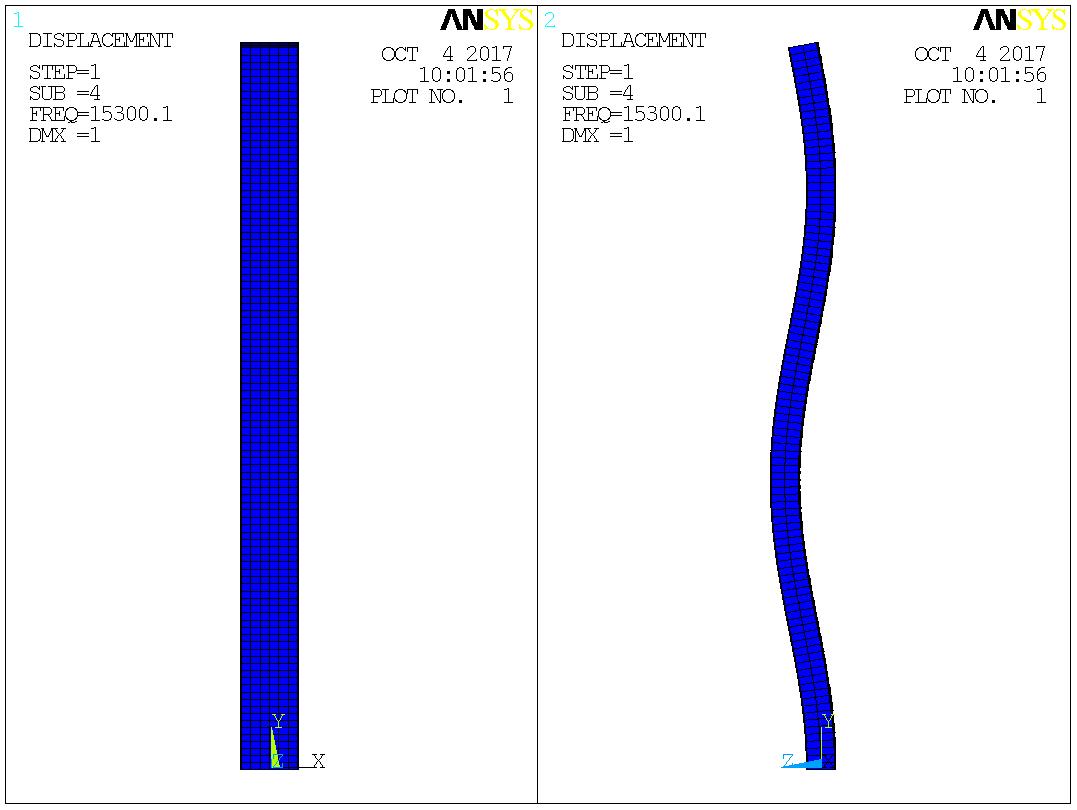 1
ANSYS
DISPLACEMENT
STEP=1
SUB =4
FREQ=15300.1
DMX =1
OCT 4 2017
10:01:56
PLOT NO. 1
Y
Z
X
2
ANSYS
DISPLACEMENT
STEP=1
SUB =4
FREQ=15300.1
DMX =1
OCT 4 2017
10:01:56
PLOT NO. 1
Y
Z
X